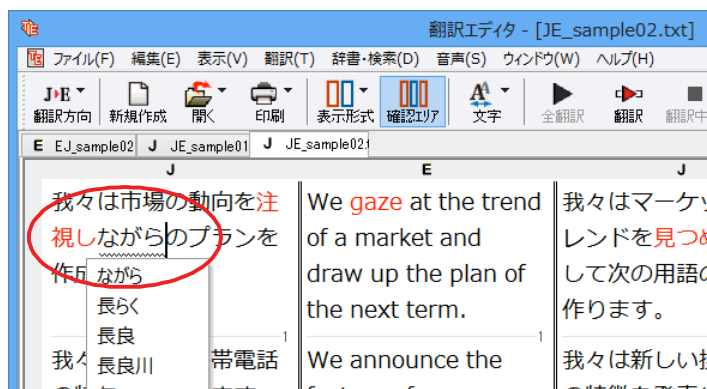 翻訳エディタ - [JE_sample02.txt]
ファイル(F) 編集(E) 表示(V) 翻訳(T) 辞書・検索(D) 音声(S) ウィンドウ(W) ヘルプ(H)
翻訳方向 新規作成 開く 印刷 表示形式 確認エリア 文字 全翻訳 翻訳 翻訳中
E EJ_sample02 J JE_sample01 J JE_sample02.t
J E J
我々は市場の動向を注 We gaze at the trend 我々はマーケッ
視しながらのプランを of a market and レンドを見つめ
作成 draw up the plan of して次の用語の
the next term. 作ります。
ながら
長らく
長良
長良川
1 1
我々 帯電話 We announce the 我々は新しい